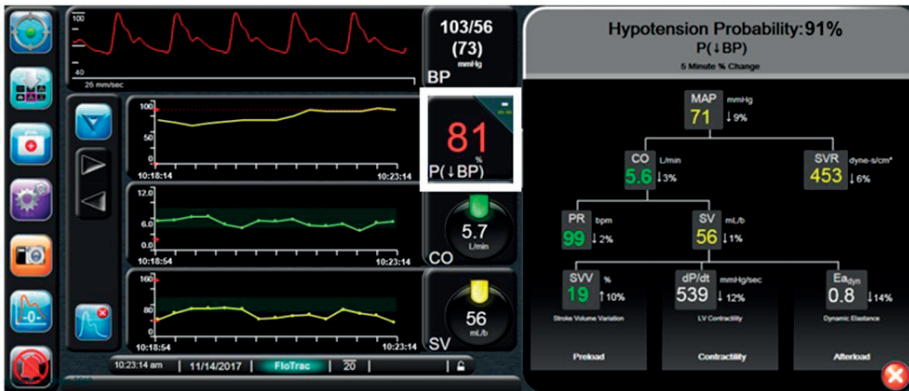 100
40
26 mm/sec
103/56
(73)
mmHg
BP
100
50
0
10:18:14
10:23:14
81
%
P(↓BP)
12.0
6.0
0.0
10:18:54
10:23:14
5.7
L/min
CO
160
80
0
10:18:54
10:23:14
56
mL/b
SV
10:23:14 am | 11/14/2017 | FloTrac | 20
-0-
Hypotension Probability: 91%
P(↓BP)
5 Minute % Change
MAP mmHg
71 ↓9%
CO L/min
5.6 ↓3%
SVR dyne-s/cm⁵
453 ↓6%
PR bpm
99 ↓2%
SV mL/b
56 ↓1%
SVV %
19 ↑10%
Stroke Volume Variation
Preload
dP/dt mmHg/sec
539 ↓12%
LV Contractility
Contractility
Eadyn
0.8 ↓14%
Dynamic Elastance
Afterload